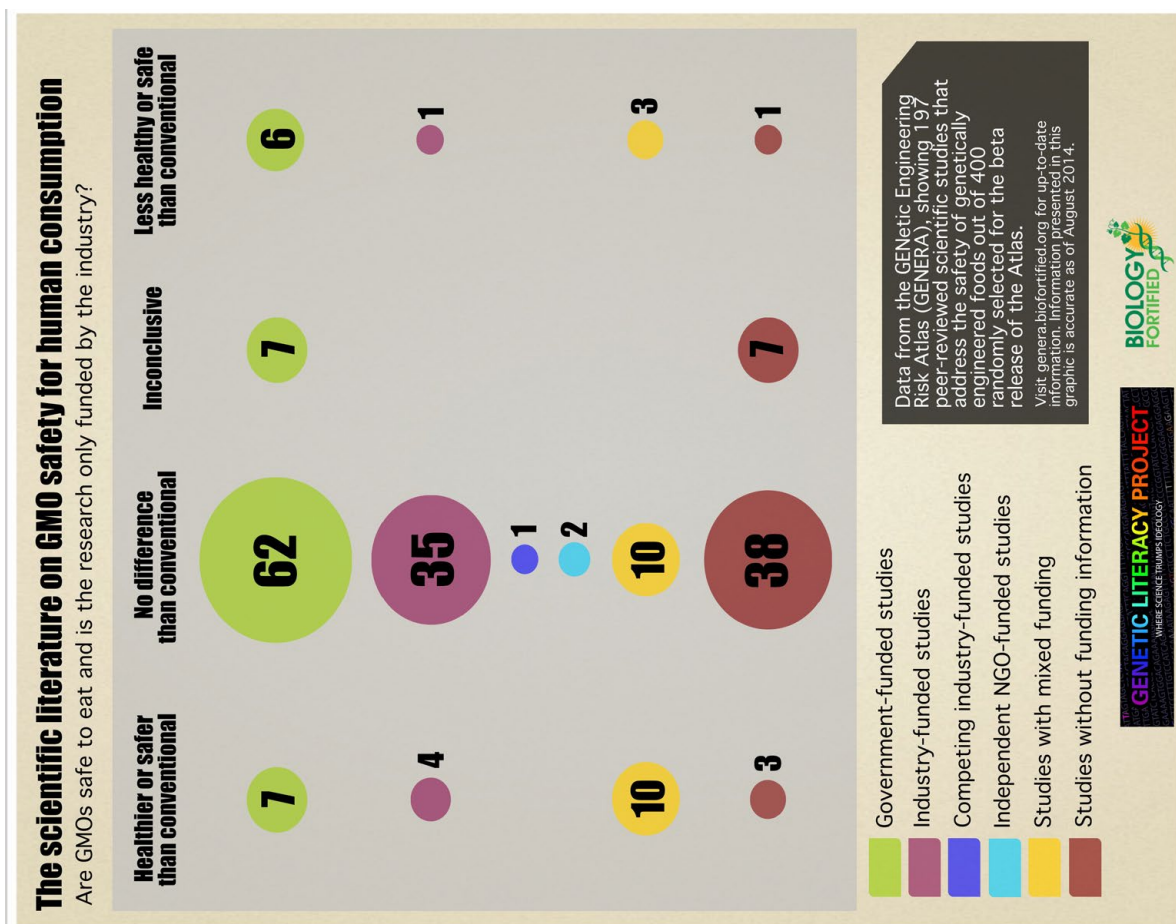 The scientific literature on GMO safety for human consumption
Are GMOs safe to eat and is the research only funded by the industry?
Healthier or safer
than conventional
No difference
than conventional
Inconclusive
Less healthy or safe
than conventional
7
62
7
6
4
35
1
1
2
10
10
3
3
38
7
1
Government-funded studies
Industry-funded studies
Competing industry-funded studies
Independent NGO-funded studies
Studies with mixed funding
Studies without funding information
Data from the GENetic Engineering
Risk Atlas (GENERA), showing 197
peer-reviewed scientific studies that
address the safety of genetically
engineered foods out of 400
randomly selected for the beta
release of the Atlas.
Visit genera.biofortified.org for up-to-date
information. Information presented in this
graphic is accurate as of August 2014.
GENETIC LITERACY PROJECT
WHERE SCIENCE TRUMPS IDEOLOGY
BIOLOGY
FORTIFIED